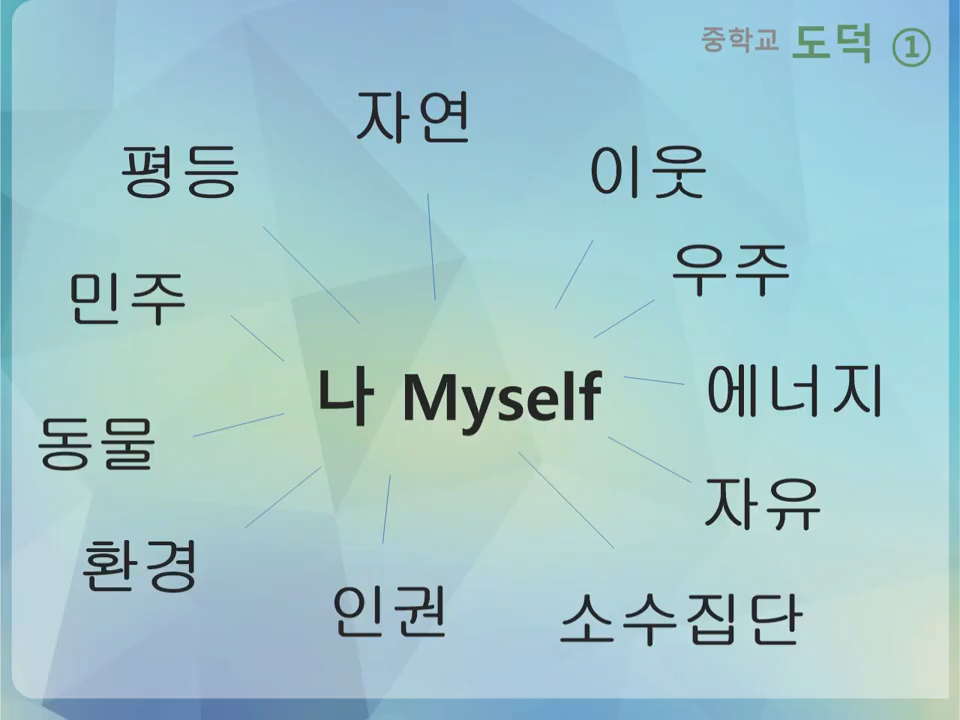 중학교 도덕 ①
자연
평등
이웃
우주
민주
나 Myself
에너지
동물
자유
환경
인권
소수집단